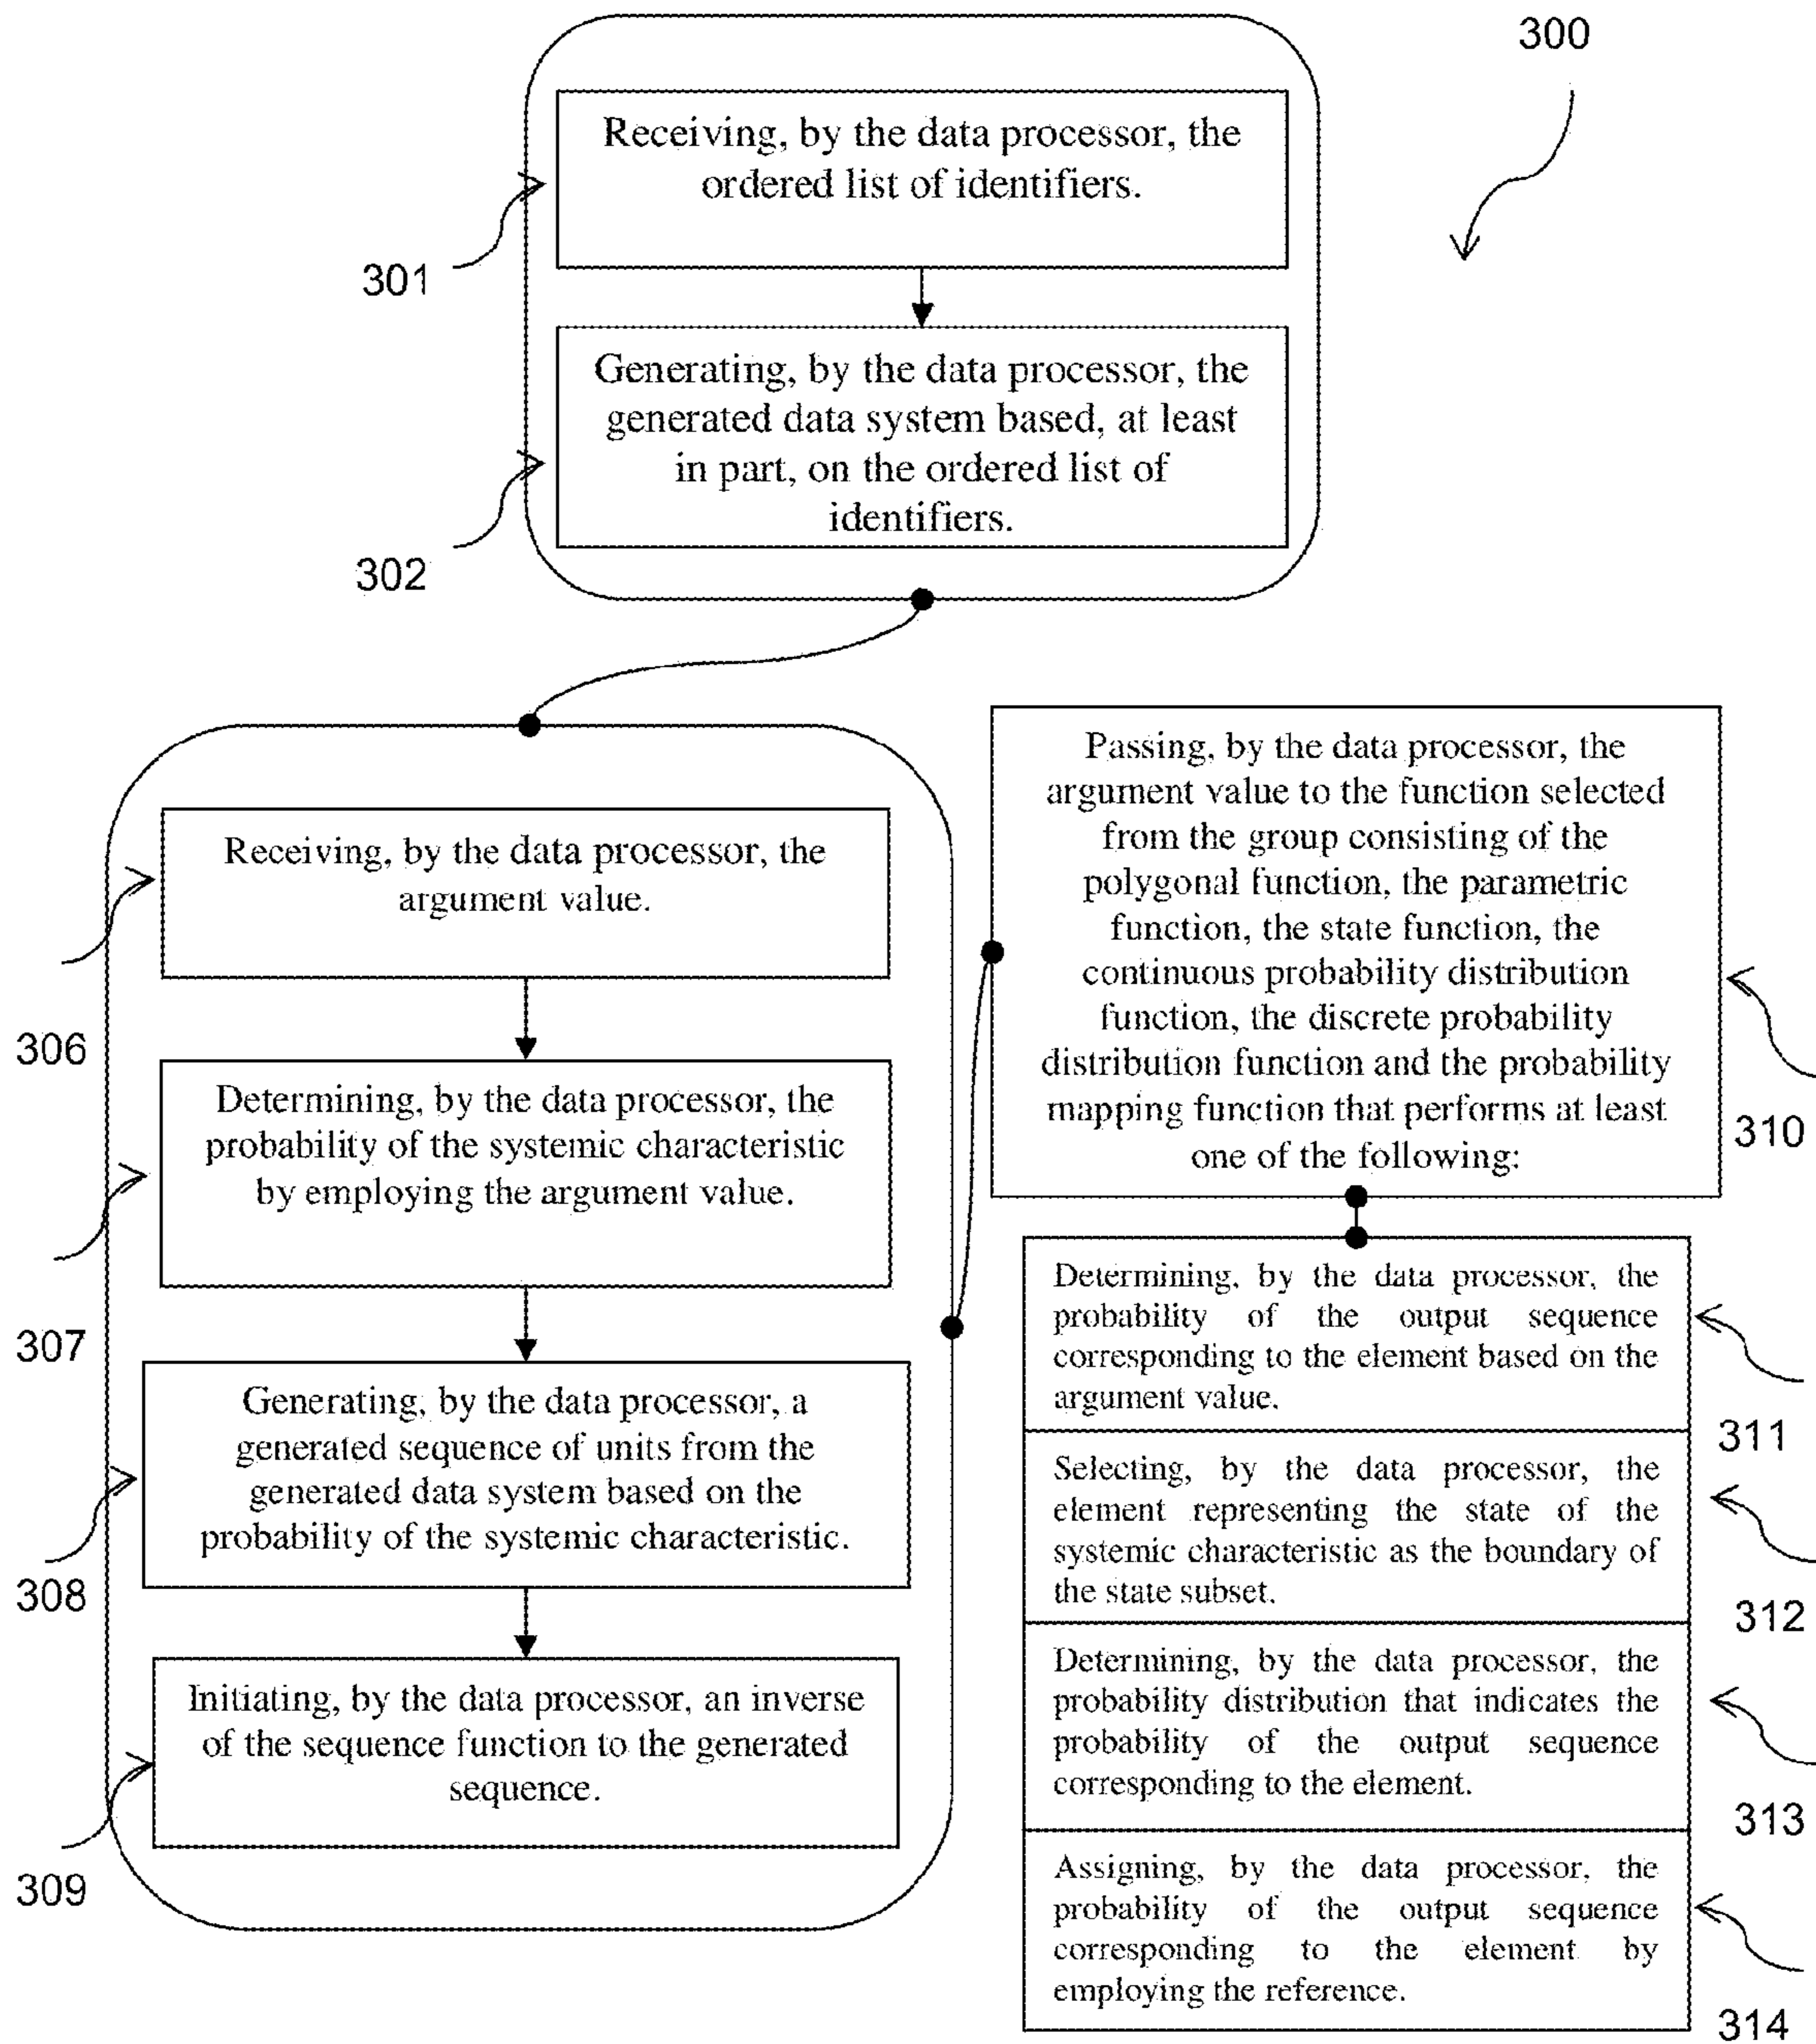 300
Receiving, by the data processor, the
ordered list of identifiers.
301
Generating, by the data processor, the
generated data system based, at least
in part, on the ordered list of
identifiers.
302
Receiving, by the data processor, the
argument value.
306
Determining, by the data processor, the
probability of the systemic characteristic
by employing the argument value.
307
Generating, by the data processor, a
generated sequence of units from the
generated data system based on the
probability of the systemic characteristic.
308
Initiating, by the data processor, an inverse
of the sequence function to the generated
sequence.
309
Passing, by the data processor, the
argument value to the function selected
from the group consisting of the
polygonal function, the parametric
function, the state function, the
continuous probability distribution
function, the discrete probability
distribution function and the probability
mapping function that performs at least
one of the following:
310
Determining, by the data processor, the
probability of the output sequence
corresponding to the element based on the
argument value.
311
Selecting, by the data processor, the
element representing the state of the
systemic characteristic as the boundary of
the state subset.
312
Determining, by the data processor, the
probability distribution that indicates the
probability of the output sequence
corresponding to the element.
313
Assigning, by the data processor, the
probability of the output sequence
corresponding to the element by
employing the reference.
314